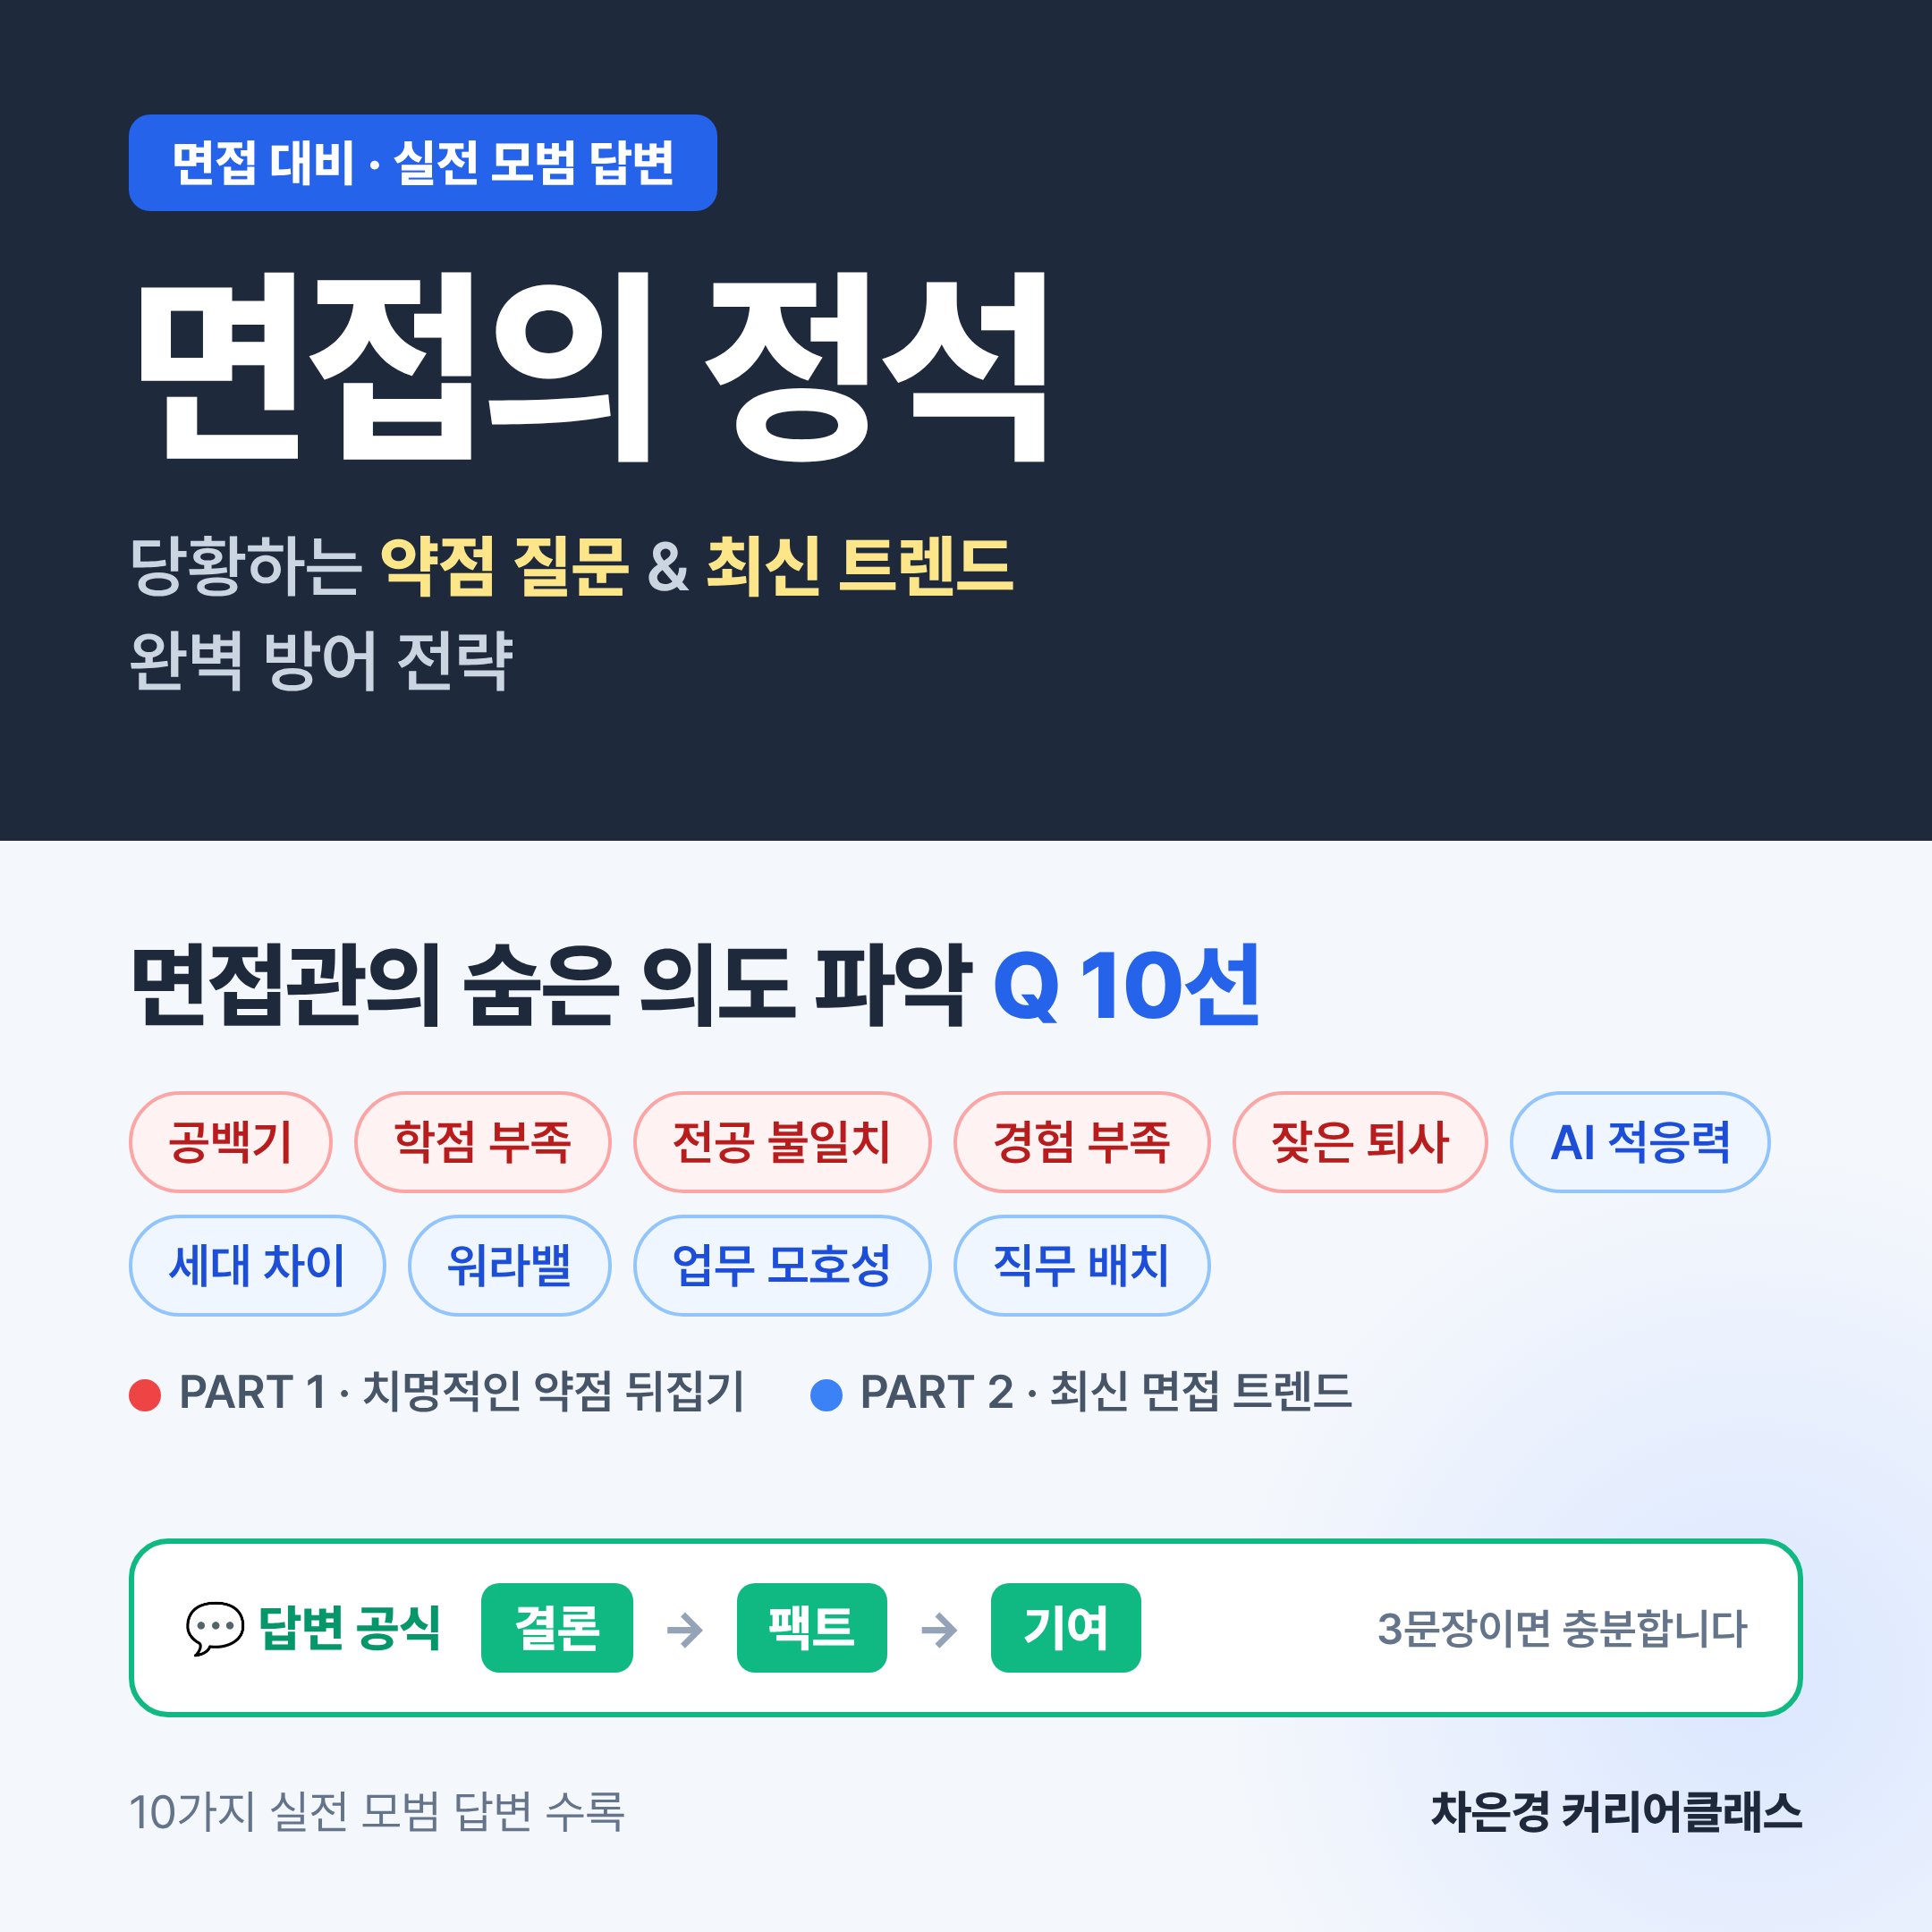 면접 대비 · 실전 모범 답변
면접의 정석
당황하는 약점 질문 & 최신 트렌드
완벽 방어 전략
면접관의 숨은 의도 파악 Q 10선
공백기 학점 부족 전공 불일치 경험 부족 잦은 퇴사 AI 적응력
세대 차이 워라밸 업무 모호성 직무 배치
PART 1 · 치명적인 약점 뒤집기 PART 2 · 최신 면접 트렌드
💬 답변 공식 결론 → 팩트 → 기여 3문장이면 충분합니다
10가지 실전 모범 답변 수록 차은경 커리어클래스